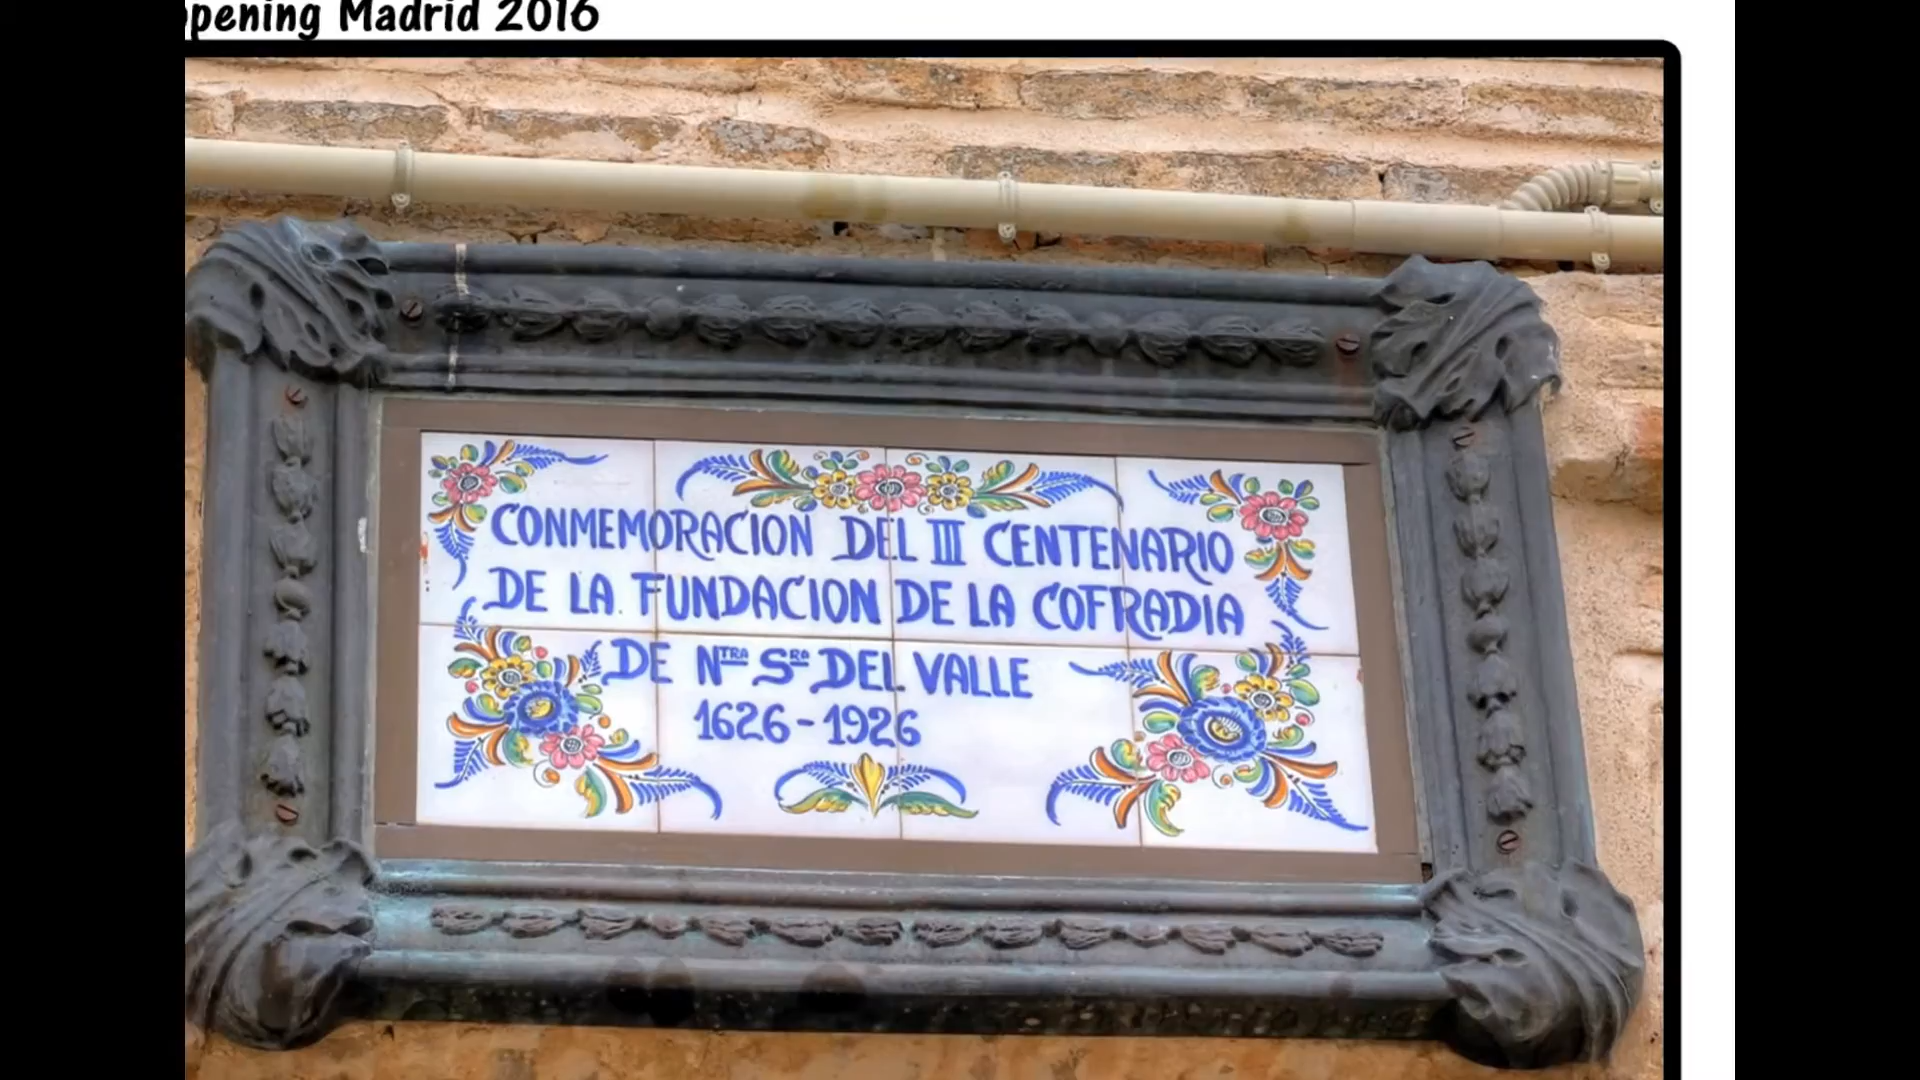 opening Madrid 2016
CONMEMORACION DEL III CENTENARIO
DE LA FUNDACION DE LA COFRADIA
DE NTRA SRA DEL VALLE
1626-1926